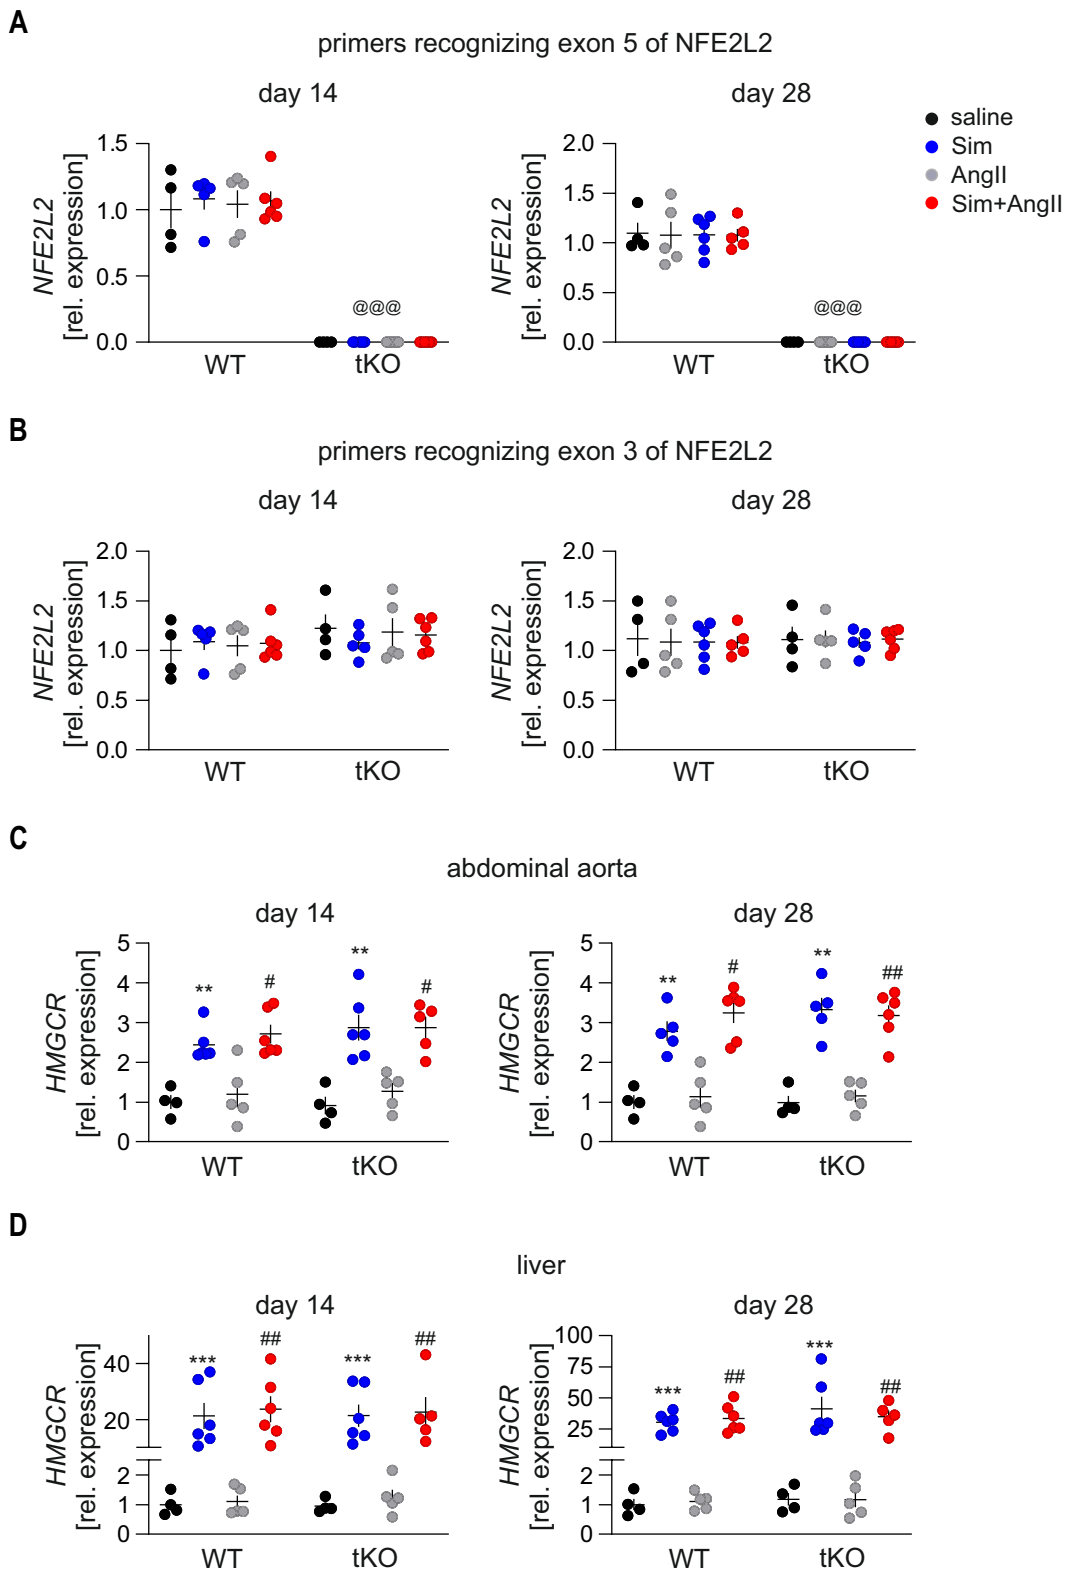 A
primers recognizing exon 5 of NFE2L2
day 14
day 28
saline
Sim
AngII
Sim+AngII
NFE2L2
[rel. expression]
1.5
1.0
0.5
0.0
@@@
WT
tKO
NFE2L2
[rel. expression]
2.0
1.5
1.0
0.5
0.0
@@@
WT
tKO
B
primers recognizing exon 3 of NFE2L2
day 14
day 28
NFE2L2
[rel. expression]
2.0
1.5
1.0
0.5
0.0
WT
tKO
NFE2L2
[rel. expression]
2.0
1.5
1.0
0.5
0.0
WT
tKO
C
abdominal aorta
day 14
day 28
HMGCR
[rel. expression]
5
4
3
2
1
0
**
#
**
#
WT
tKO
HMGCR
[rel. expression]
5
4
3
2
1
0
**
#
**
##
WT
tKO
D
liver
day 14
day 28
HMGCR
[rel. expression]
40
20
2
1
0
***
##
***
##
WT
tKO
HMGCR
[rel. expression]
100
75
50
25
2
1
0
***
##
***
##
WT
tKO